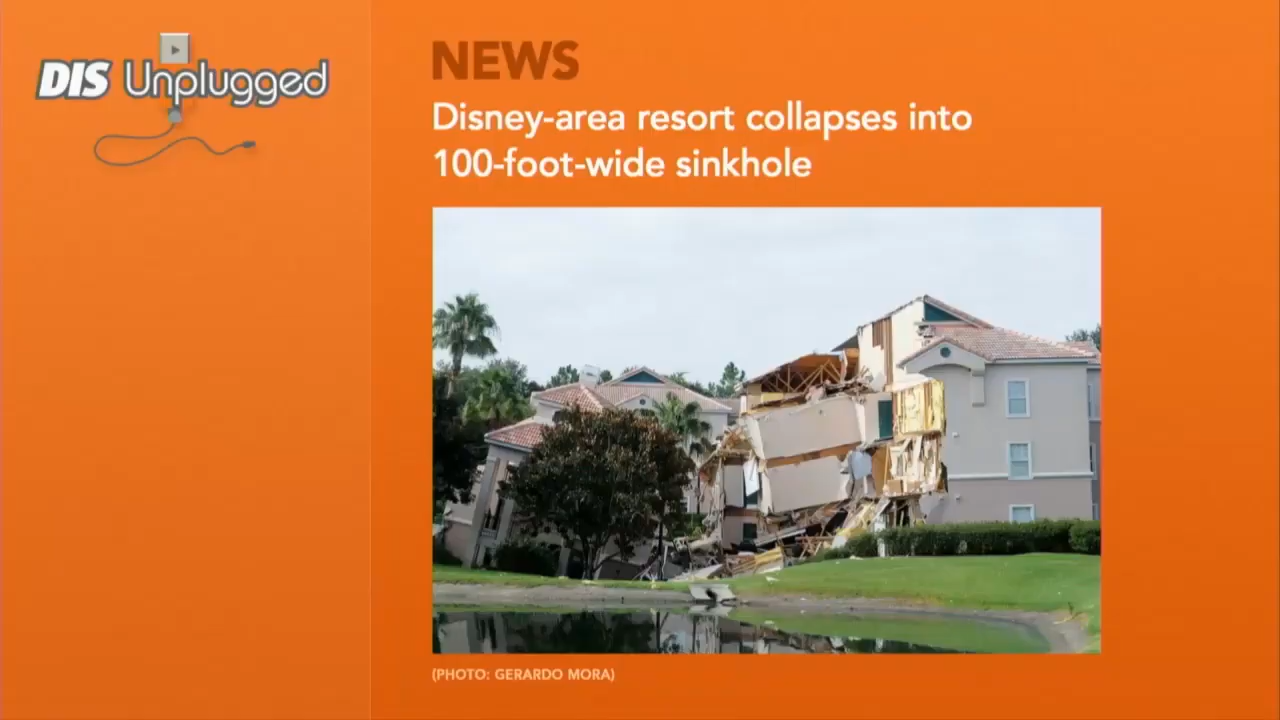 DIS Unplugged
NEWS
Disney-area resort collapses into
100-foot-wide sinkhole
(PHOTO: GERARDO MORA)